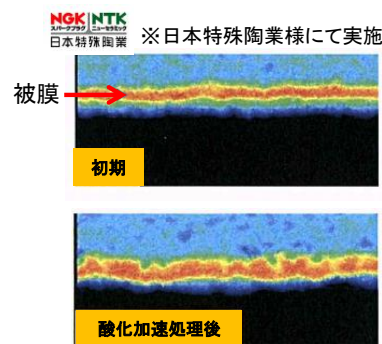 NGK NTK
スパークプラグ ニューセラミック
日本特殊陶業 ※日本特殊陶業様にて実施
被膜
初期
酸化加速処理後